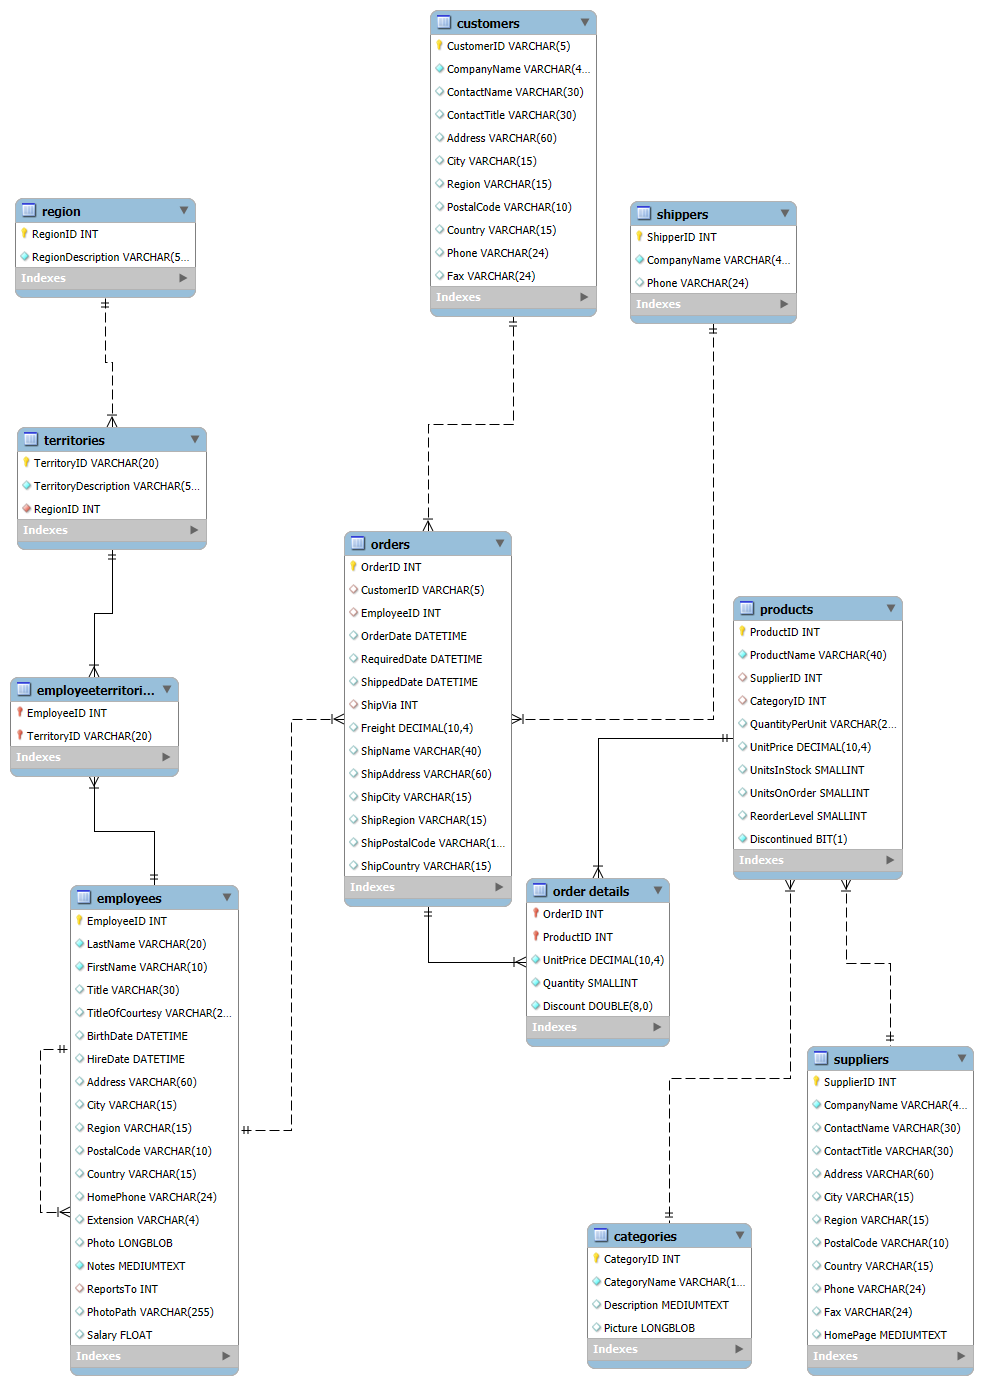 customers
CustomerID VARCHAR(5)
CompanyName VARCHAR(4...
ContactName VARCHAR(30)
ContactTitle VARCHAR(30)
Address VARCHAR(60)
City VARCHAR(15)
Region VARCHAR(15)
PostalCode VARCHAR(10)
Country VARCHAR(15)
Phone VARCHAR(24)
Fax VARCHAR(24)
Indexes
region
RegionID INT
RegionDescription VARCHAR(5...
Indexes
shippers
ShipperID INT
CompanyName VARCHAR(4...
Phone VARCHAR(24)
Indexes
territories
TerritoryID VARCHAR(20)
TerritoryDescription VARCHAR(5...
RegionID INT
Indexes
orders
OrderID INT
CustomerID VARCHAR(5)
EmployeeID INT
OrderDate DATETIME
RequiredDate DATETIME
ShippedDate DATETIME
ShipVia INT
Freight DECIMAL(10,4)
ShipName VARCHAR(40)
ShipAddress VARCHAR(60)
ShipCity VARCHAR(15)
ShipRegion VARCHAR(15)
ShipPostalCode VARCHAR(1...
ShipCountry VARCHAR(15)
Indexes
products
ProductID INT
ProductName VARCHAR(40)
SupplierID INT
CategoryID INT
QuantityPerUnit VARCHAR(2...
UnitPrice DECIMAL(10,4)
UnitsInStock SMALLINT
UnitsOnOrder SMALLINT
ReorderLevel SMALLINT
Discontinued BIT(1)
Indexes
employeeterritori...
EmployeeID INT
TerritoryID VARCHAR(20)
Indexes
employees
EmployeeID INT
LastName VARCHAR(20)
FirstName VARCHAR(10)
Title VARCHAR(30)
TitleOfCourtesy VARCHAR(2...
BirthDate DATETIME
HireDate DATETIME
Address VARCHAR(60)
City VARCHAR(15)
Region VARCHAR(15)
PostalCode VARCHAR(10)
Country VARCHAR(15)
HomePhone VARCHAR(24)
Extension VARCHAR(4)
Photo LONGBLOB
Notes MEDIUMTEXT
ReportsTo INT
PhotoPath VARCHAR(255)
Salary FLOAT
Indexes
order details
OrderID INT
ProductID INT
UnitPrice DECIMAL(10,4)
Quantity SMALLINT
Discount DOUBLE(8,0)
Indexes
suppliers
SupplierID INT
CompanyName VARCHAR(4...
ContactName VARCHAR(30)
ContactTitle VARCHAR(30)
Address VARCHAR(60)
City VARCHAR(15)
Region VARCHAR(15)
PostalCode VARCHAR(10)
Country VARCHAR(15)
Phone VARCHAR(24)
Fax VARCHAR(24)
HomePage MEDIUMTEXT
Indexes
categories
CategoryID INT
CategoryName VARCHAR(1...
Description MEDIUMTEXT
Picture LONGBLOB
Indexes